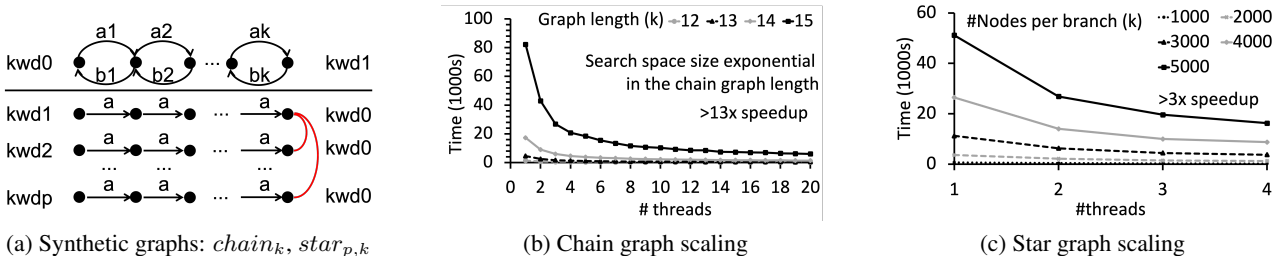 a1 a2 ak
kwd0 ... kwd1
b1 b2 bk
kwd1 a a ... a kwd0
kwd2 a a ... a kwd0
... ... ...
kwdp a a ... a kwd0
(a) Synthetic graphs: chain_k, star_{p,k}
Graph length (k) 12 13 14 15
Search space size exponential
in the chain graph length
>13x speedup
Time (1000s)
100
80
60
40
20
0
0 2 4 6 8 10 12 14 16 18 20
# threads
(b) Chain graph scaling
#Nodes per branch (k) 1000 2000
3000 4000
5000
>3x speedup
Time (1000s)
60
40
20
0
1 2 3 4
#threads
(c) Star graph scaling